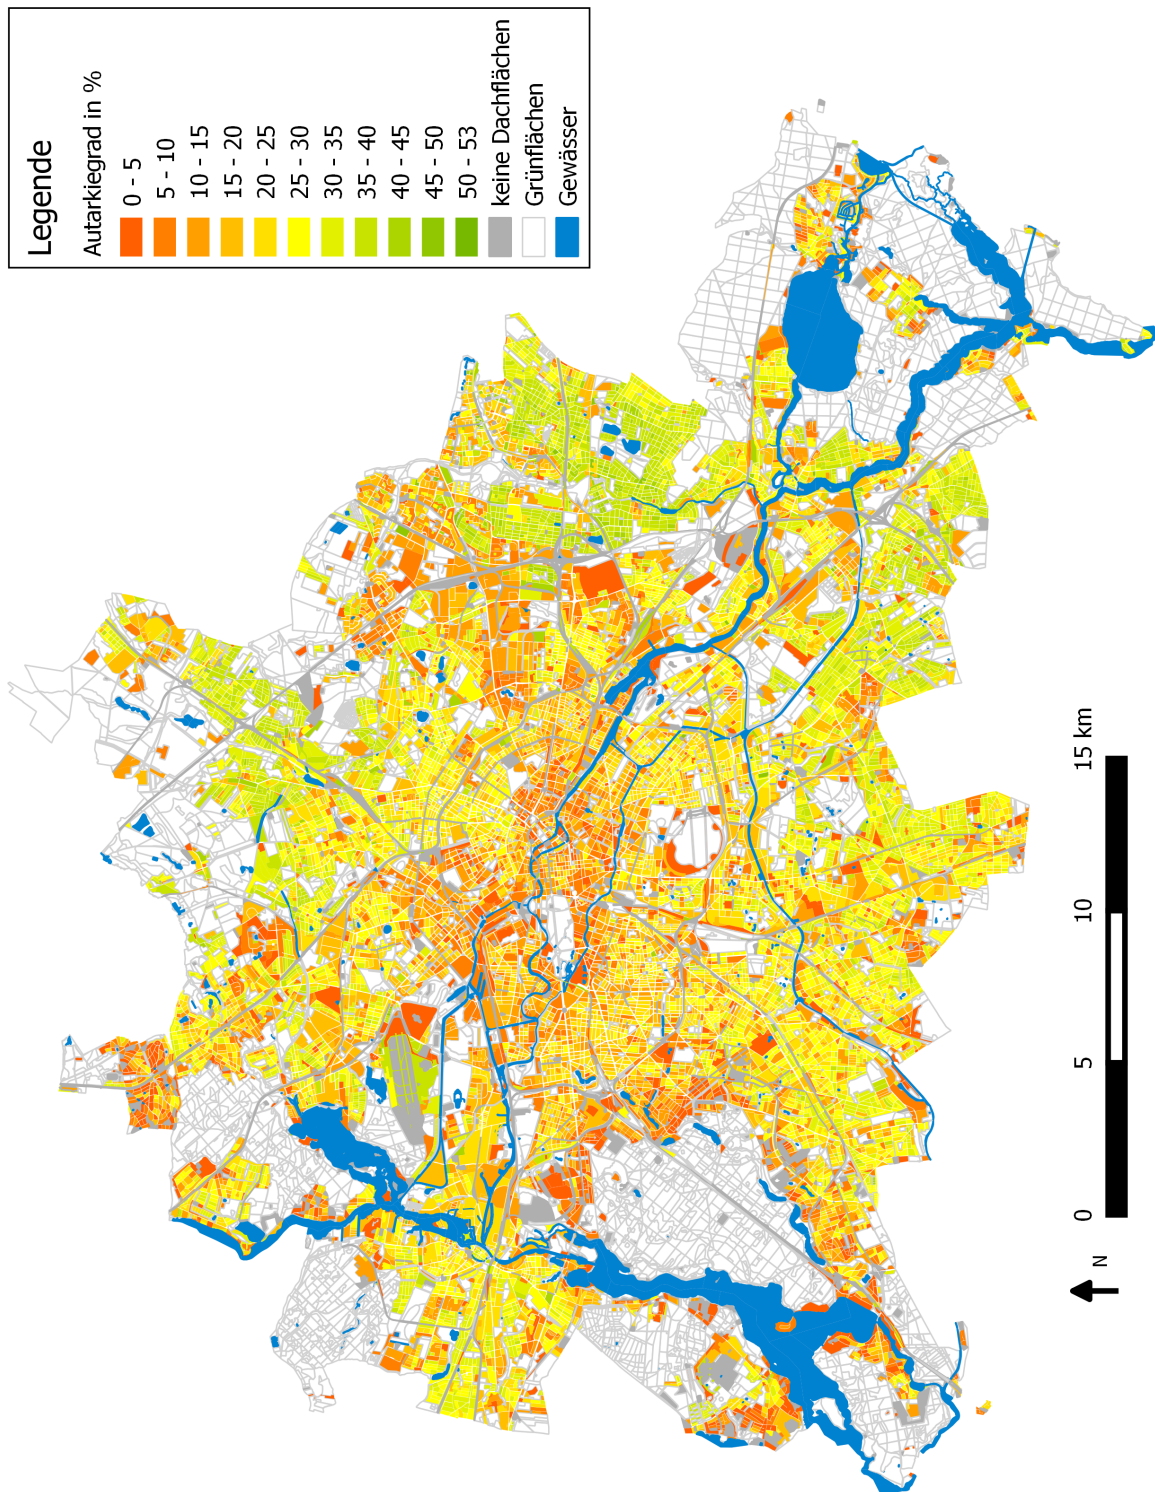 Legende
Autarkiegrad in %
0 - 5
5 - 10
10 - 15
15 - 20
20 - 25
25 - 30
30 - 35
35 - 40
40 - 45
45 - 50
50 - 53
keine Dachflächen
Grünflächen
Gewässer
N
0
5
10
15 km